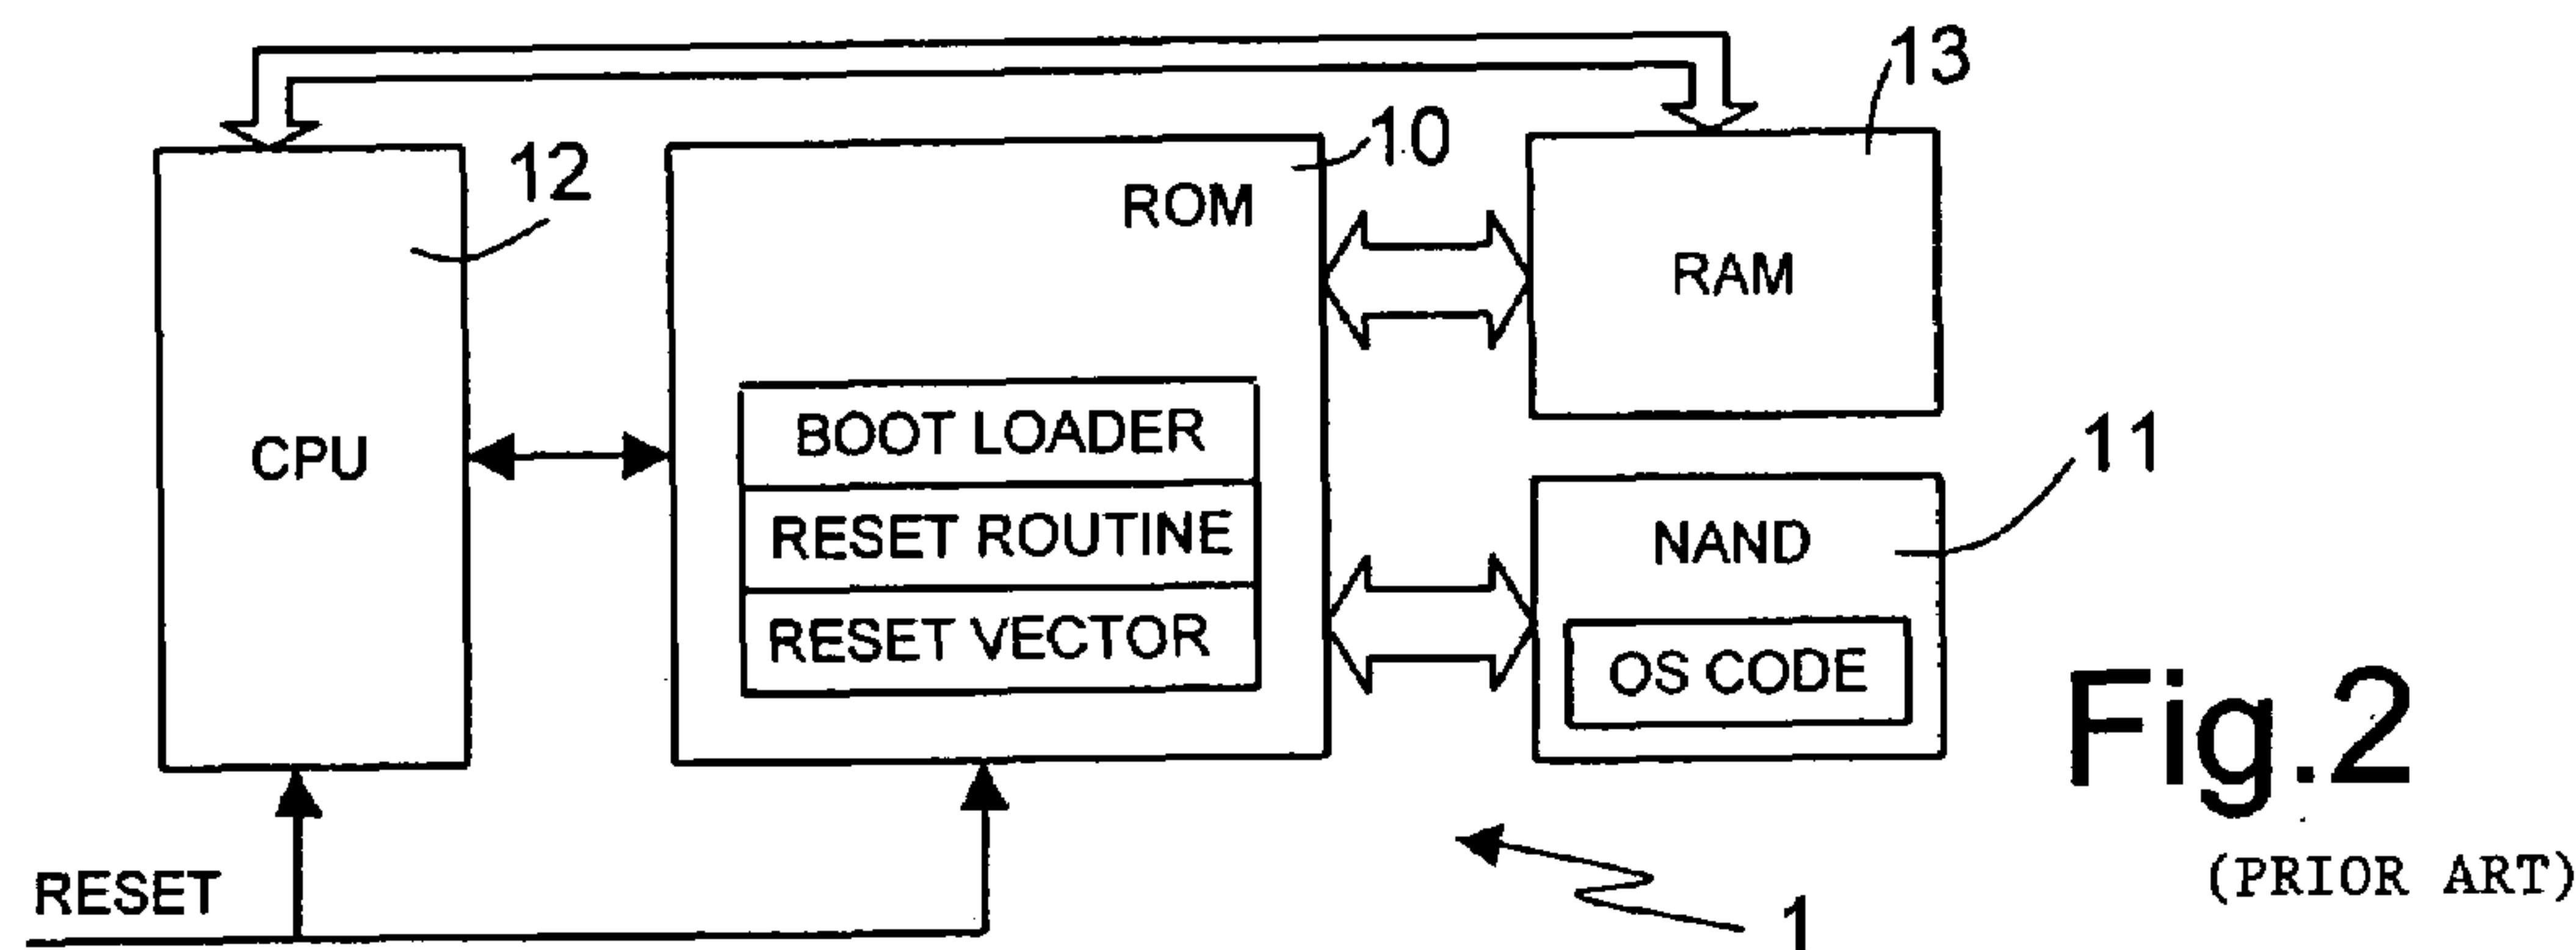 13
10
12
ROM
RAM
CPU
BOOT LOADER
RESET ROUTINE
RESET VECTOR
11
NAND
OS CODE
Fig.2
(PRIOR ART)
RESET
1